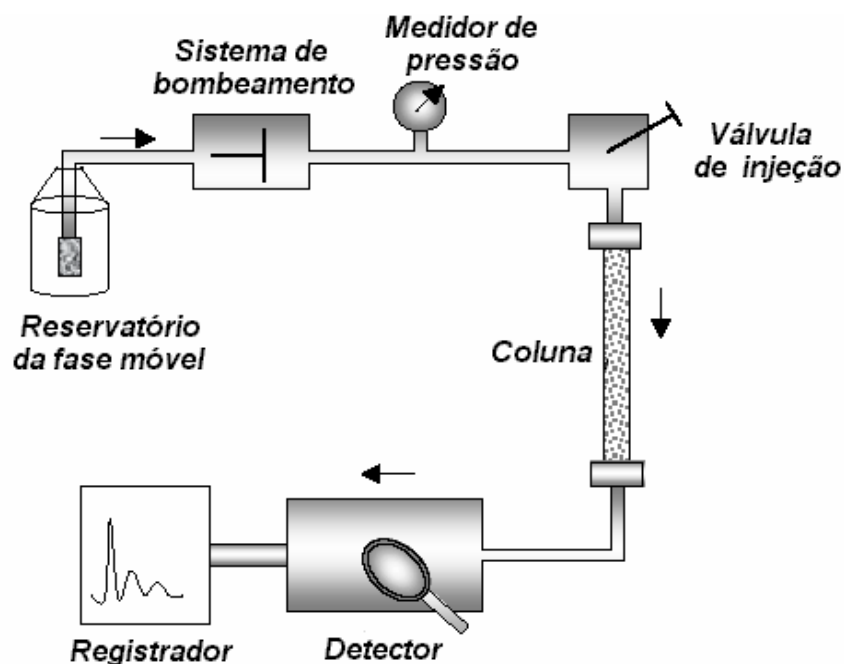 Sistema de
bombeamento
Medidor de
pressão
Válvula
de injeção
Reservatório
da fase móvel
Coluna
Registrador
Detector